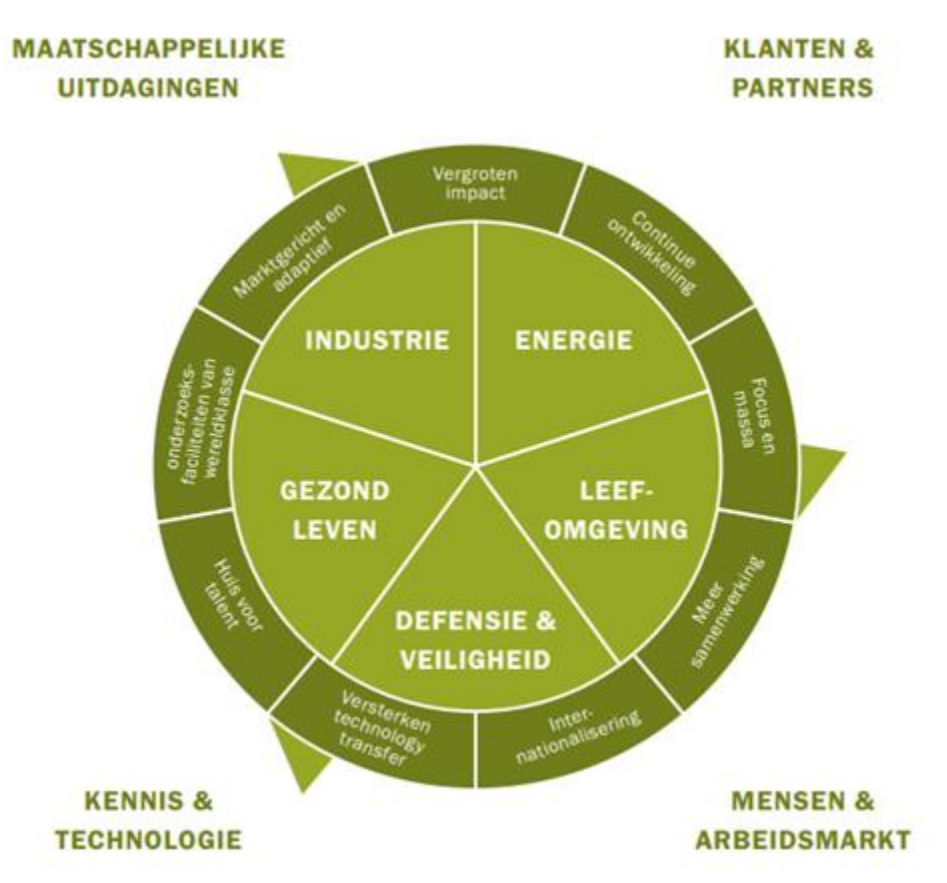 MAATSCHAPPELIJKE
UITDAGINGEN
KLANTEN &
PARTNERS
Vergroten
impact
Continue
ontwikkeling
Focus en
massa
Meer
samenwerking
Inter-
nationalisering
Versterken
technology
transfer
Huis voor
talent
onderzoeks-
faciliteiten van
wereldklasse
Marktgericht en
adaptief
INDUSTRIE
ENERGIE
GEZOND
LEVEN
LEEF-
OMGEVING
DEFENSIE &
VEILIGHEID
KENNIS &
TECHNOLOGIE
MENSEN &
ARBEIDSMARKT